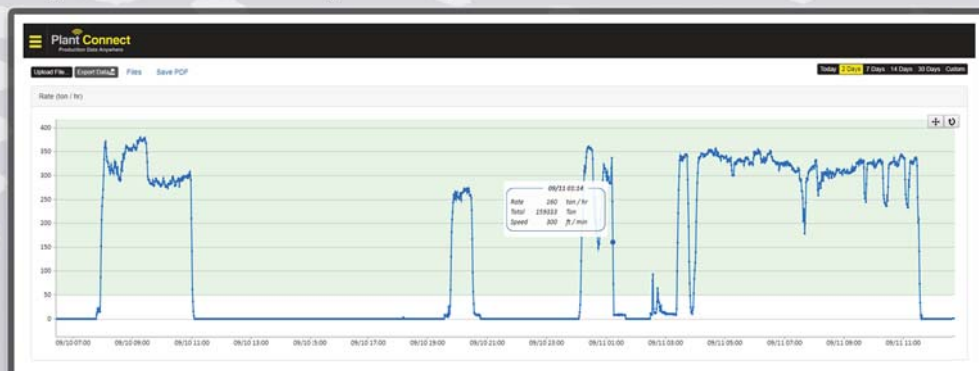 Plant Connect
Production Data Anywhere
Upload File... Export Data Files Save PDF
Today 2 Days 7 Days 14 Days 30 Days Custom
Rate (ton / hr)
400
350
300
250
200
150
100
50
0
09/11 01:14
Rate 160 ton / hr
Total 159333 Ton
Speed 300 ft / min
09/10 07:00 09/10 09:00 09/10 11:00 09/10 13:00 09/10 15:00 09/10 17:00 09/10 19:00 09/10 21:00 09/10 23:00 09/11 01:00 09/11 03:00 09/11 05:00 09/11 07:00 09/11 09:00 09/11 11:00